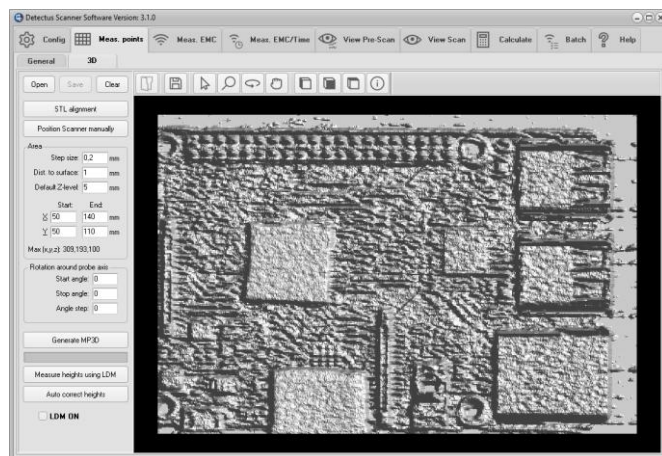 Detectus Scanner Software Version: 3.1.0
Config Meas. points Meas. EMC Meas. EMC/Time View Pre-Scan View Scan Calculate Batch Help
General 3D
Open Save Clear
STL alignment
Position Scanner manually
Area
Step size: 0,2 mm
Dist. to surface: 1 mm
Default Z-level: 5 mm
Start: End:
X 50 140 mm
Y 50 110 mm
Max (x,y,z): 309,193,100
Rotation around probe axis
Start angle: 0
Stop angle: 0
Angle step: 0
Generate MP3D
Measure heights using LDM
Auto correct heights
LDM ON